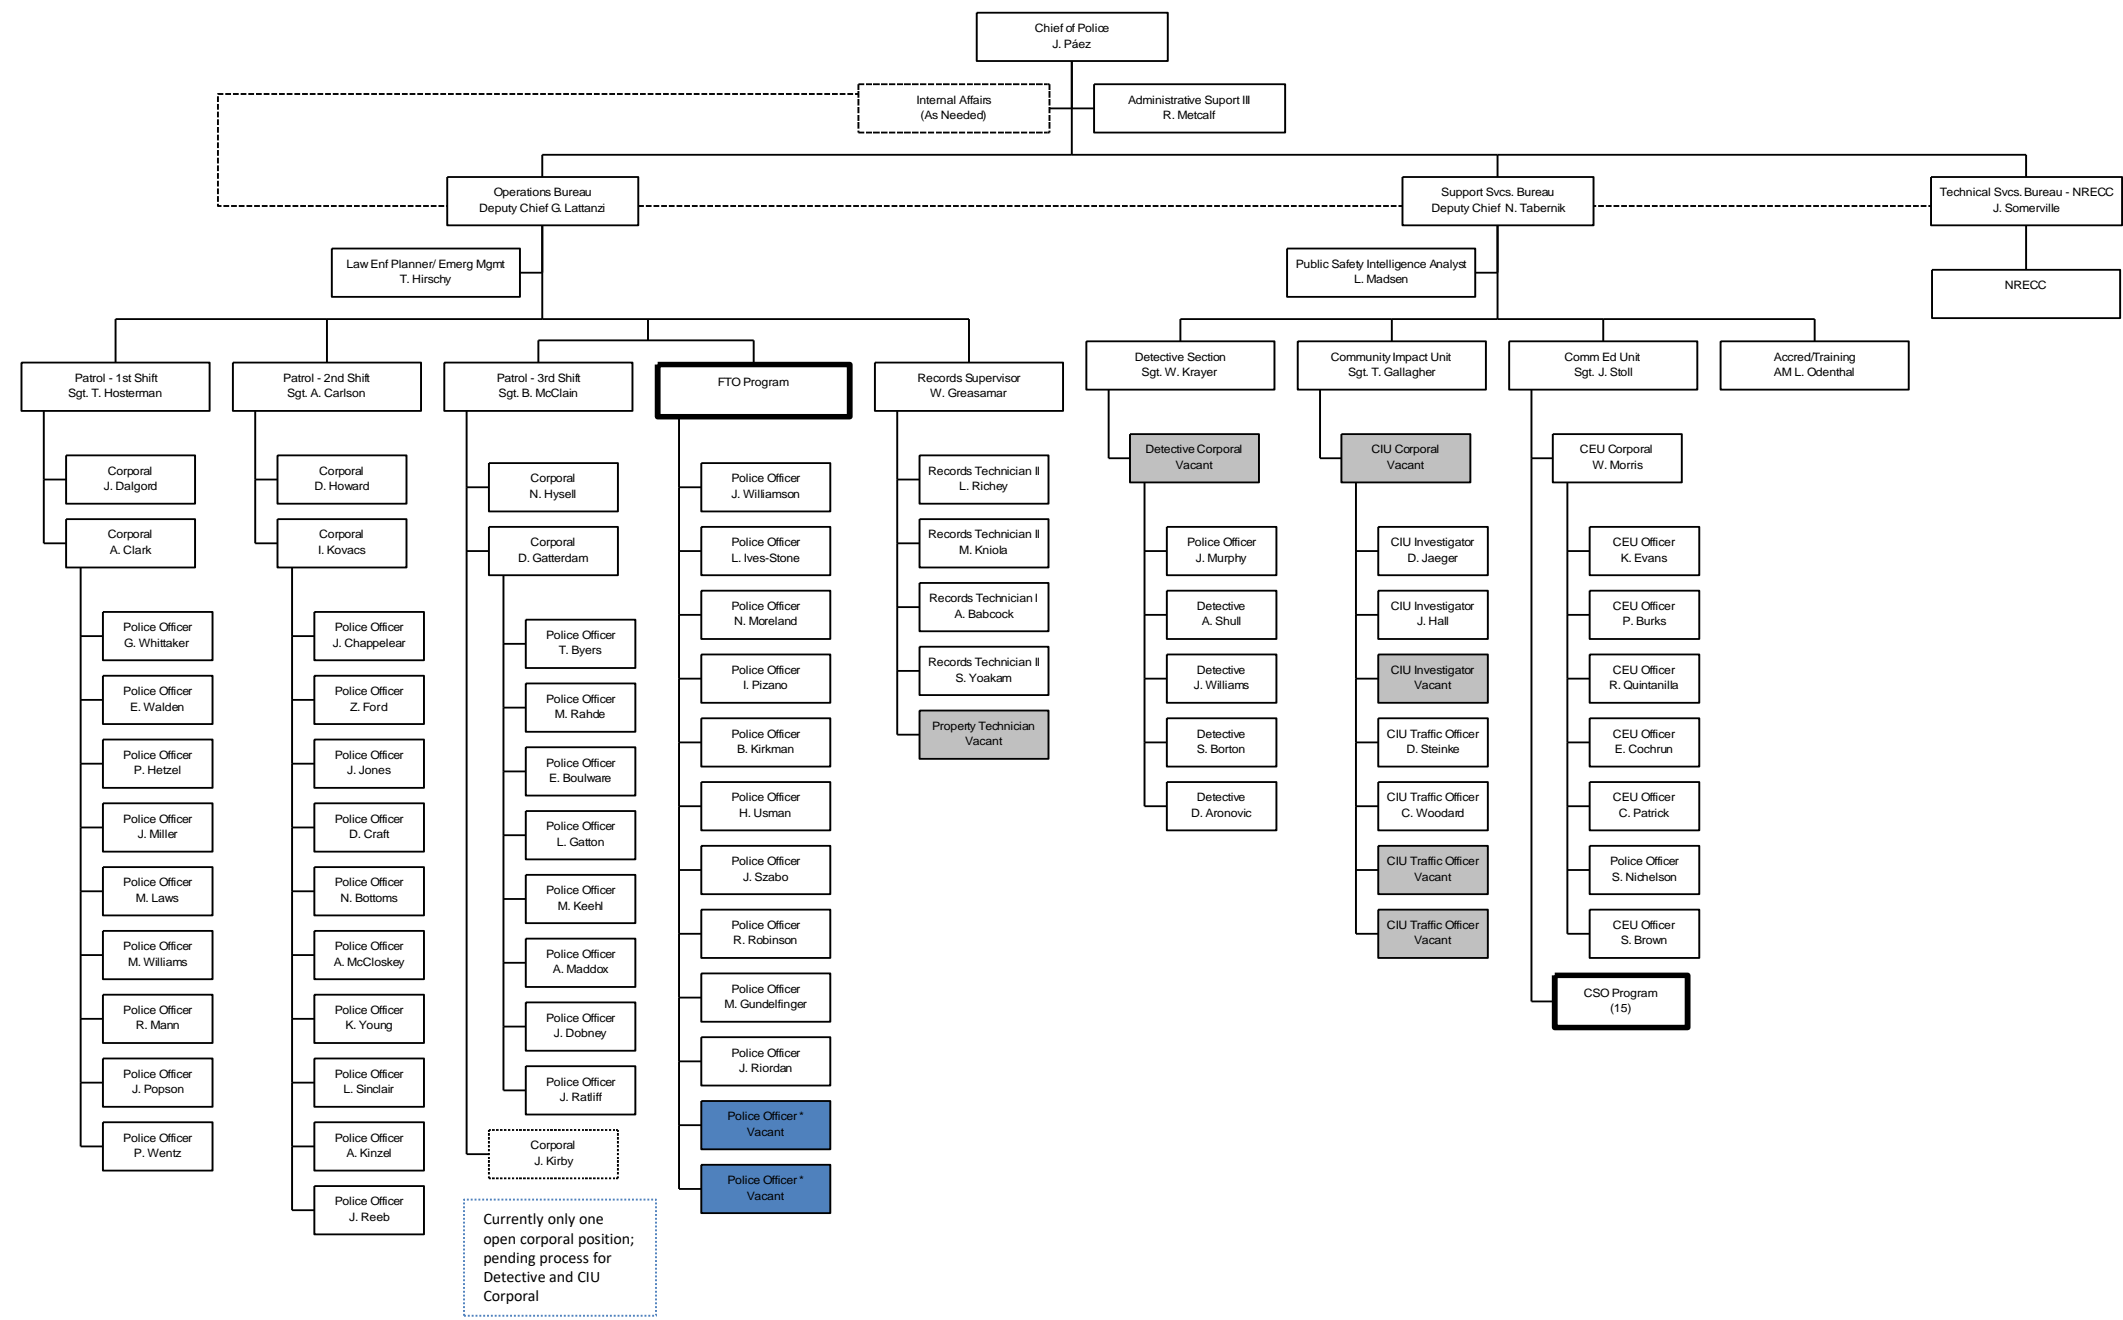 Chief of Police
J. Páez
Internal Affairs
(As Needed)
Administrative Suport III
R. Metcalf
Operations Bureau
Deputy Chief G. Lattanzi
Support Svcs. Bureau
Deputy Chief N. Tabernik
Technical Svcs. Bureau - NRECC
J. Somerville
Law Enf Planner/ Emerg Mgmt
T. Hirschy
Public Safety Intelligence Analyst
L. Madsen
NRECC
Patrol - 1st Shift
Sgt. T. Hosterman
Corporal
J. Dalgord
Corporal
A. Clark
Police Officer
G. Whittaker
Police Officer
E. Walden
Police Officer
P. Hetzel
Police Officer
J. Miller
Police Officer
M. Laws
Police Officer
M. Williams
Police Officer
R. Mann
Police Officer
J. Popson
Police Officer
P. Wentz
Patrol - 2nd Shift
Sgt. A. Carlson
Corporal
D. Howard
Corporal
I. Kovacs
Police Officer
J. Chappelear
Police Officer
Z. Ford
Police Officer
J. Jones
Police Officer
D. Craft
Police Officer
N. Bottoms
Police Officer
A. McCloskey
Police Officer
K. Young
Police Officer
L. Sinclair
Police Officer
A. Kinzel
Police Officer
J. Reeb
Patrol - 3rd Shift
Sgt. B. McClain
Corporal
N. Hysell
Corporal
D. Gatterdam
Police Officer
T. Byers
Police Officer
M. Rahde
Police Officer
E. Boulware
Police Officer
L. Gatton
Police Officer
M. Keehl
Police Officer
A. Maddox
Police Officer
J. Dobney
Police Officer
J. Ratliff
Corporal
J. Kirby
Currently only one
open corporal position;
pending process for
Detective and CIU
Corporal
FTO Program
Police Officer
J. Williamson
Police Officer
L. Ives-Stone
Police Officer
N. Moreland
Police Officer
I. Pizano
Police Officer
B. Kirkman
Police Officer
H. Usman
Police Officer
J. Szabo
Police Officer
R. Robinson
Police Officer
M. Gundelfinger
Police Officer
J. Riordan
Police Officer *
Vacant
Police Officer *
Vacant
Records Supervisor
W. Greasamar
Records Technician II
L. Richey
Records Technician II
M. Kniola
Records Technician I
A. Babcock
Records Technician II
S. Yoakam
Property Technician
Vacant
Detective Section
Sgt. W. Krayer
Detective Corporal
Vacant
Police Officer
J. Murphy
Detective
A. Shull
Detective
J. Williams
Detective
S. Borton
Detective
D. Aronovic
Community Impact Unit
Sgt. T. Gallagher
CIU Corporal
Vacant
CIU Investigator
D. Jaeger
CIU Investigator
J. Hall
CIU Investigator
Vacant
CIU Traffic Officer
D. Steinke
CIU Traffic Officer
C. Woodard
CIU Traffic Officer
Vacant
CIU Traffic Officer
Vacant
Comm Ed Unit
Sgt. J. Stoll
CEU Corporal
W. Morris
CEU Officer
K. Evans
CEU Officer
P. Burks
CEU Officer
R. Quintanilla
CEU Officer
E. Cochrun
CEU Officer
C. Patrick
Police Officer
S. Nichelson
CEU Officer
S. Brown
CSO Program
(15)
Accred/Training
AM L. Odenthal